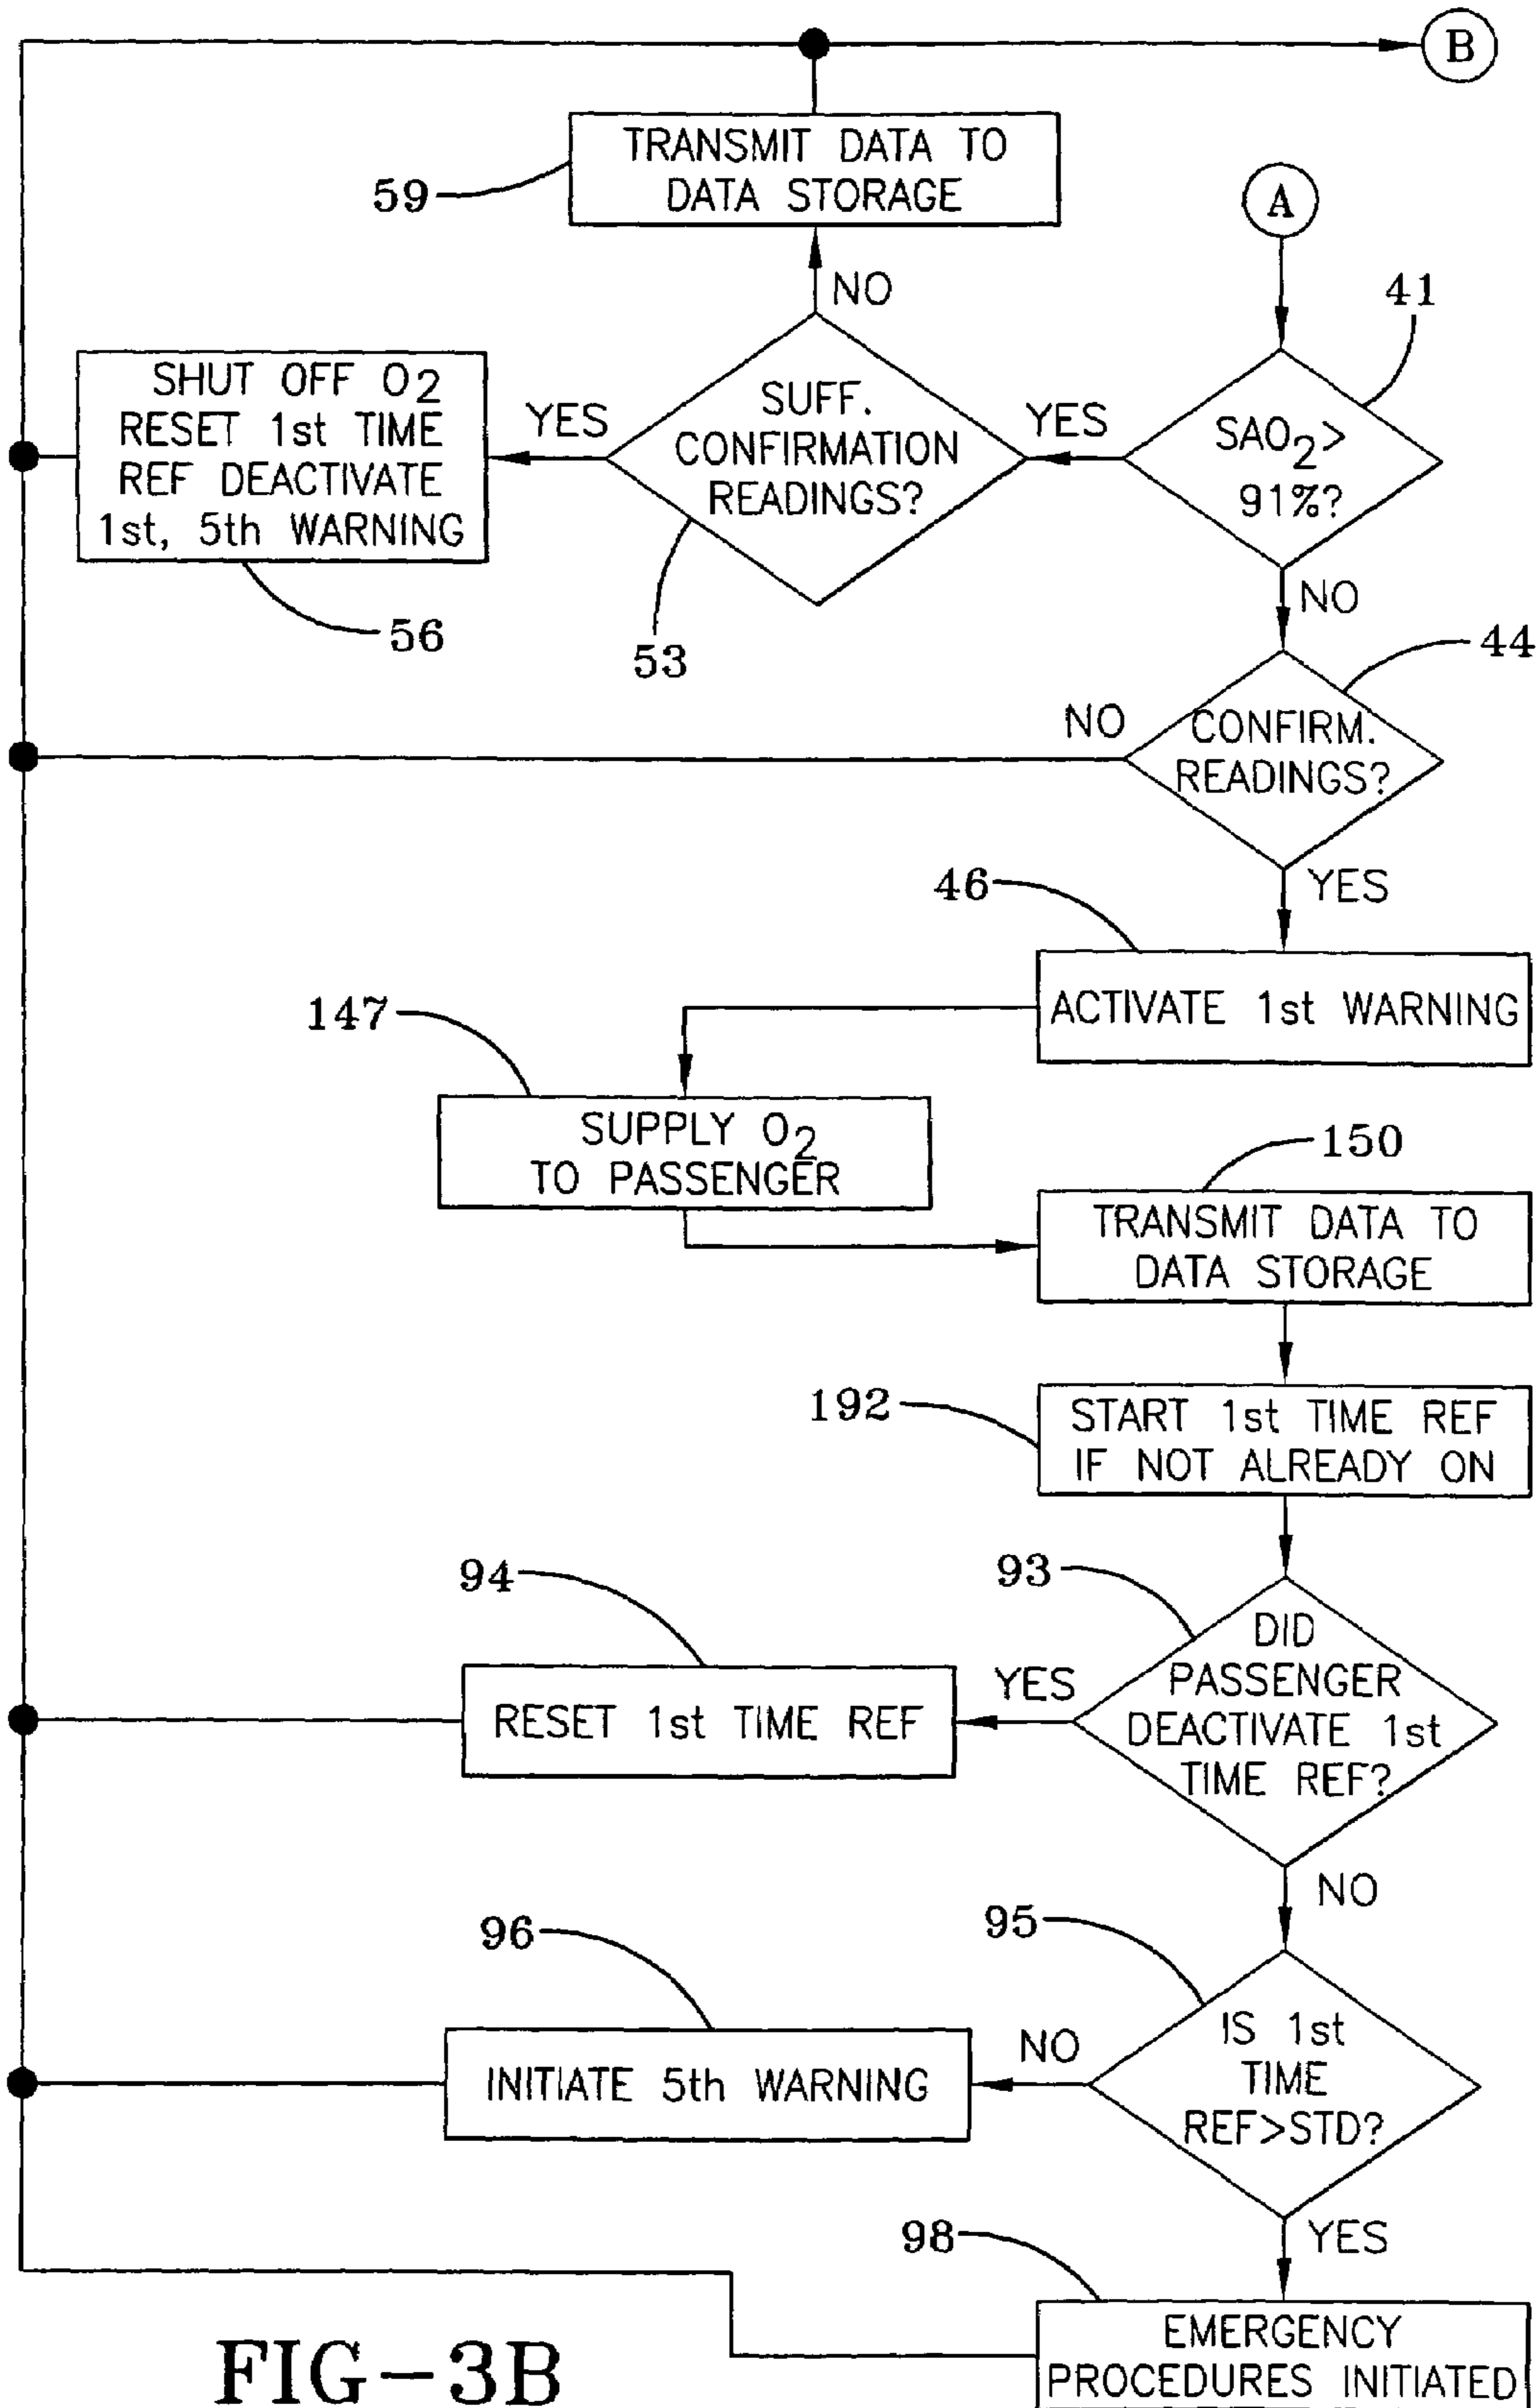 B
TRANSMIT DATA TO
DATA STORAGE
59
A
NO
41
SHUT OFF O2
RESET 1st TIME
REF DEACTIVATE
1st, 5th WARNING
YES
SUFF.
CONFIRMATION
READINGS?
YES
SAO2>
91%?
56
53
NO
44
NO
CONFIRM.
READINGS?
46
YES
ACTIVATE 1st WARNING
147
SUPPLY O2
TO PASSENGER
150
TRANSMIT DATA TO
DATA STORAGE
192
START 1st TIME REF
IF NOT ALREADY ON
94
93
RESET 1st TIME REF
YES
DID
PASSENGER
DEACTIVATE 1st
TIME REF?
NO
96
95
INITIATE 5th WARNING
NO
IS 1st
TIME
REF>STD?
98
YES
EMERGENCY
PROCEDURES INITIATED
FIG-3B